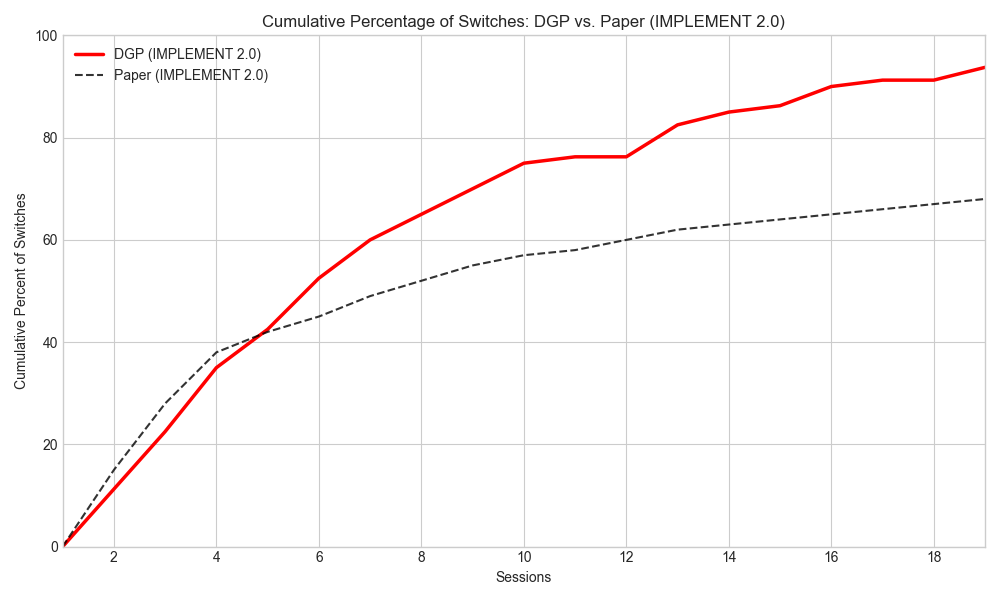 Cumulative Percentage of Switches: DGP vs. Paper (IMPLEMENT 2.0)
DGP (IMPLEMENT 2.0)
Paper (IMPLEMENT 2.0)
Cumulative Percent of Switches
100
80
60
40
20
0
2 4 6 8 10 12 14 16 18
Sessions